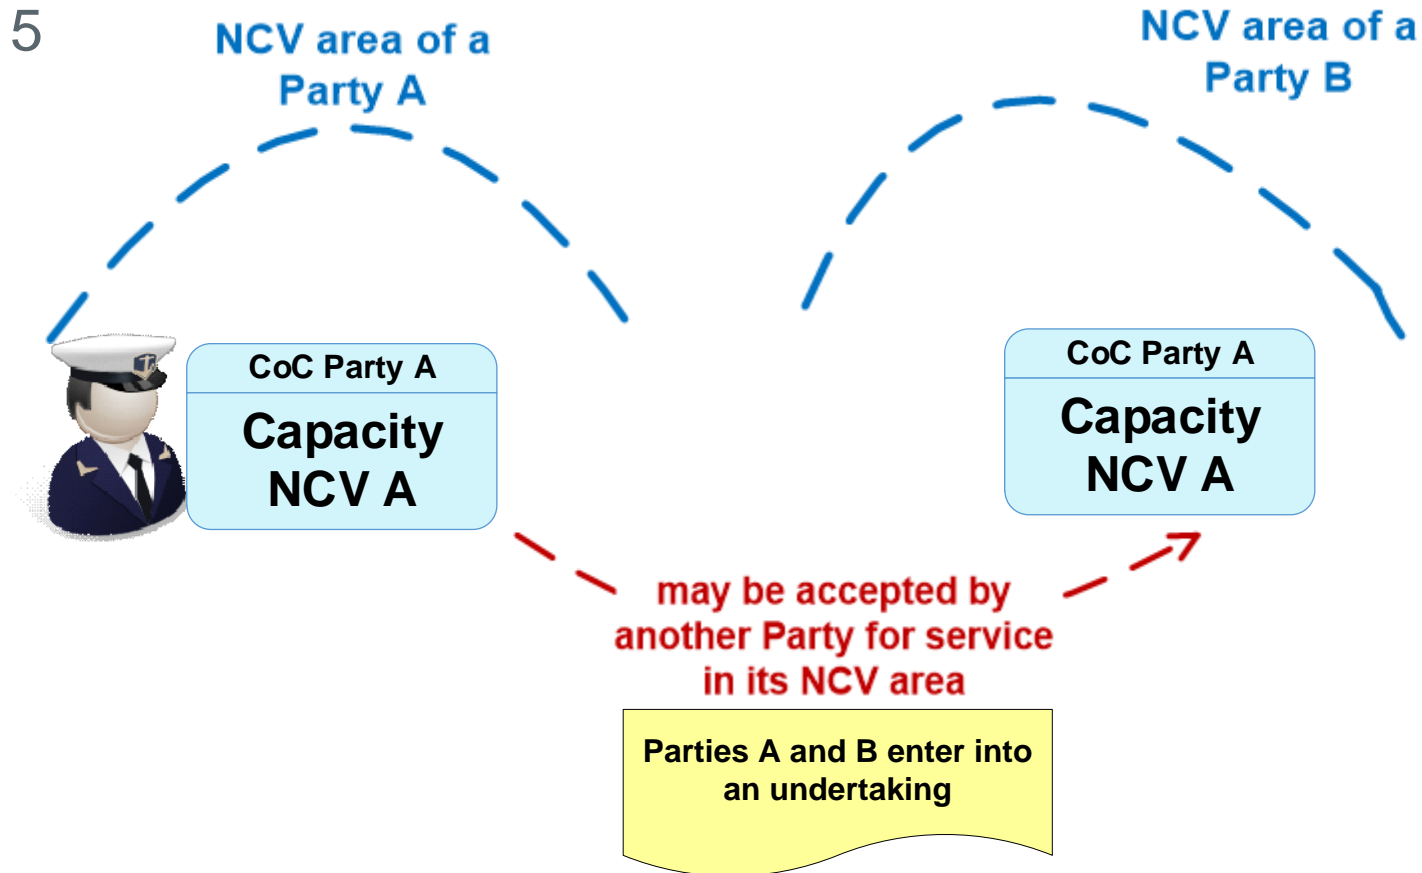 5
NCV area of a
Party A
NCV area of a
Party B
CoC Party A
Capacity
NCV A
CoC Party A
Capacity
NCV A
may be accepted by
another Party for service
in its NCV area
Parties A and B enter into
an undertaking